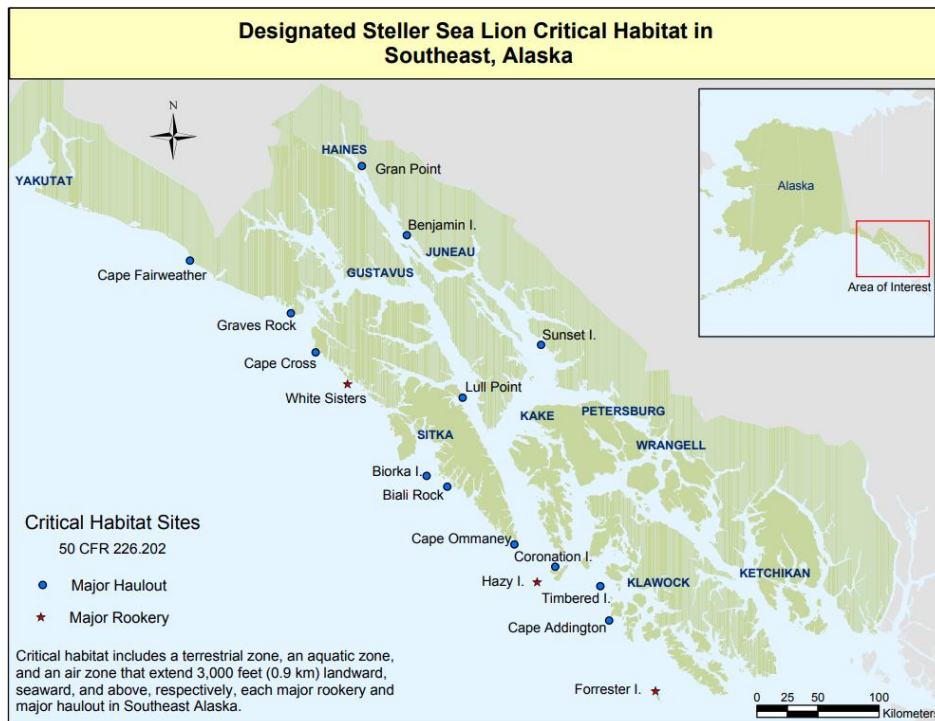 Designated Steller Sea Lion Critical Habitat in
Southeast, Alaska
N
HAINES
Gran Point
YAKUTAT
Alaska
Benjamin I.
JUNEAU
Cape Fairweather
GUSTAVUS
Area of Interest
Graves Rock
Sunset I.
Cape Cross
White Sisters
Lull Point
KAKE
PETERSBURG
SITKA
WRANGELL
Biorka I.
Biali Rock
Critical Habitat Sites
50 CFR 226.202
Cape Ommaney
Coronation I.
Hazy I.
KLAWOCK
KETCHIKAN
Major Haulout
Timbered I.
Major Rookery
Cape Addington
Critical habitat includes a terrestrial zone, an aquatic zone,
and an air zone that extend 3,000 feet (0.9 km) landward,
seaward, and above, respectively, each major rookery and
major haulout in Southeast Alaska.
Forrester I.
0 25 50 100
Kilometers